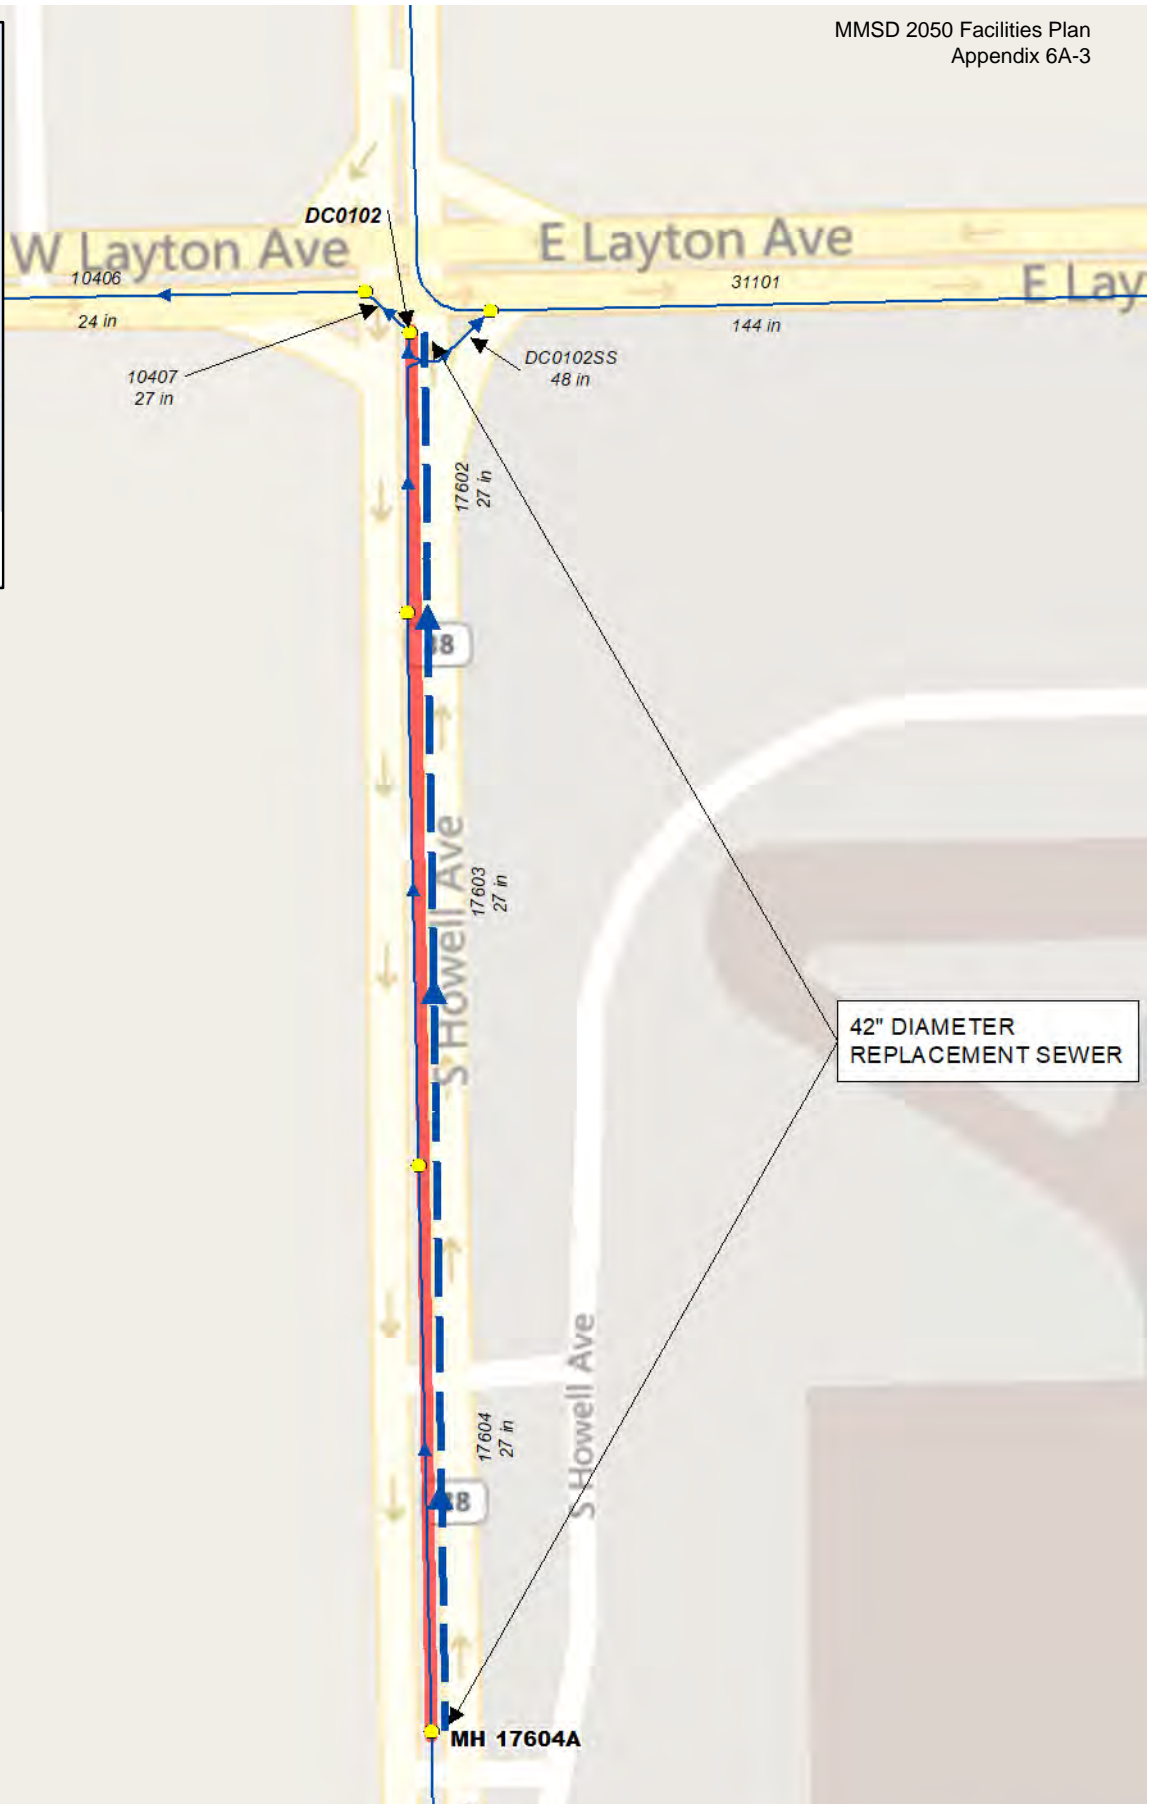 MMSD 2050 Facilities Plan
Appendix 6A-3
DC0102
W Layton Ave
E Layton Ave
10406
31101
E Lay
24 in
144 in
DC0102SS
48 in
10407
27 in
17602
27 in
38
S Howell Ave
17603
27 in
42" DIAMETER
REPLACEMENT SEWER
S Howell Ave
17604
27 in
38
MH 17604A